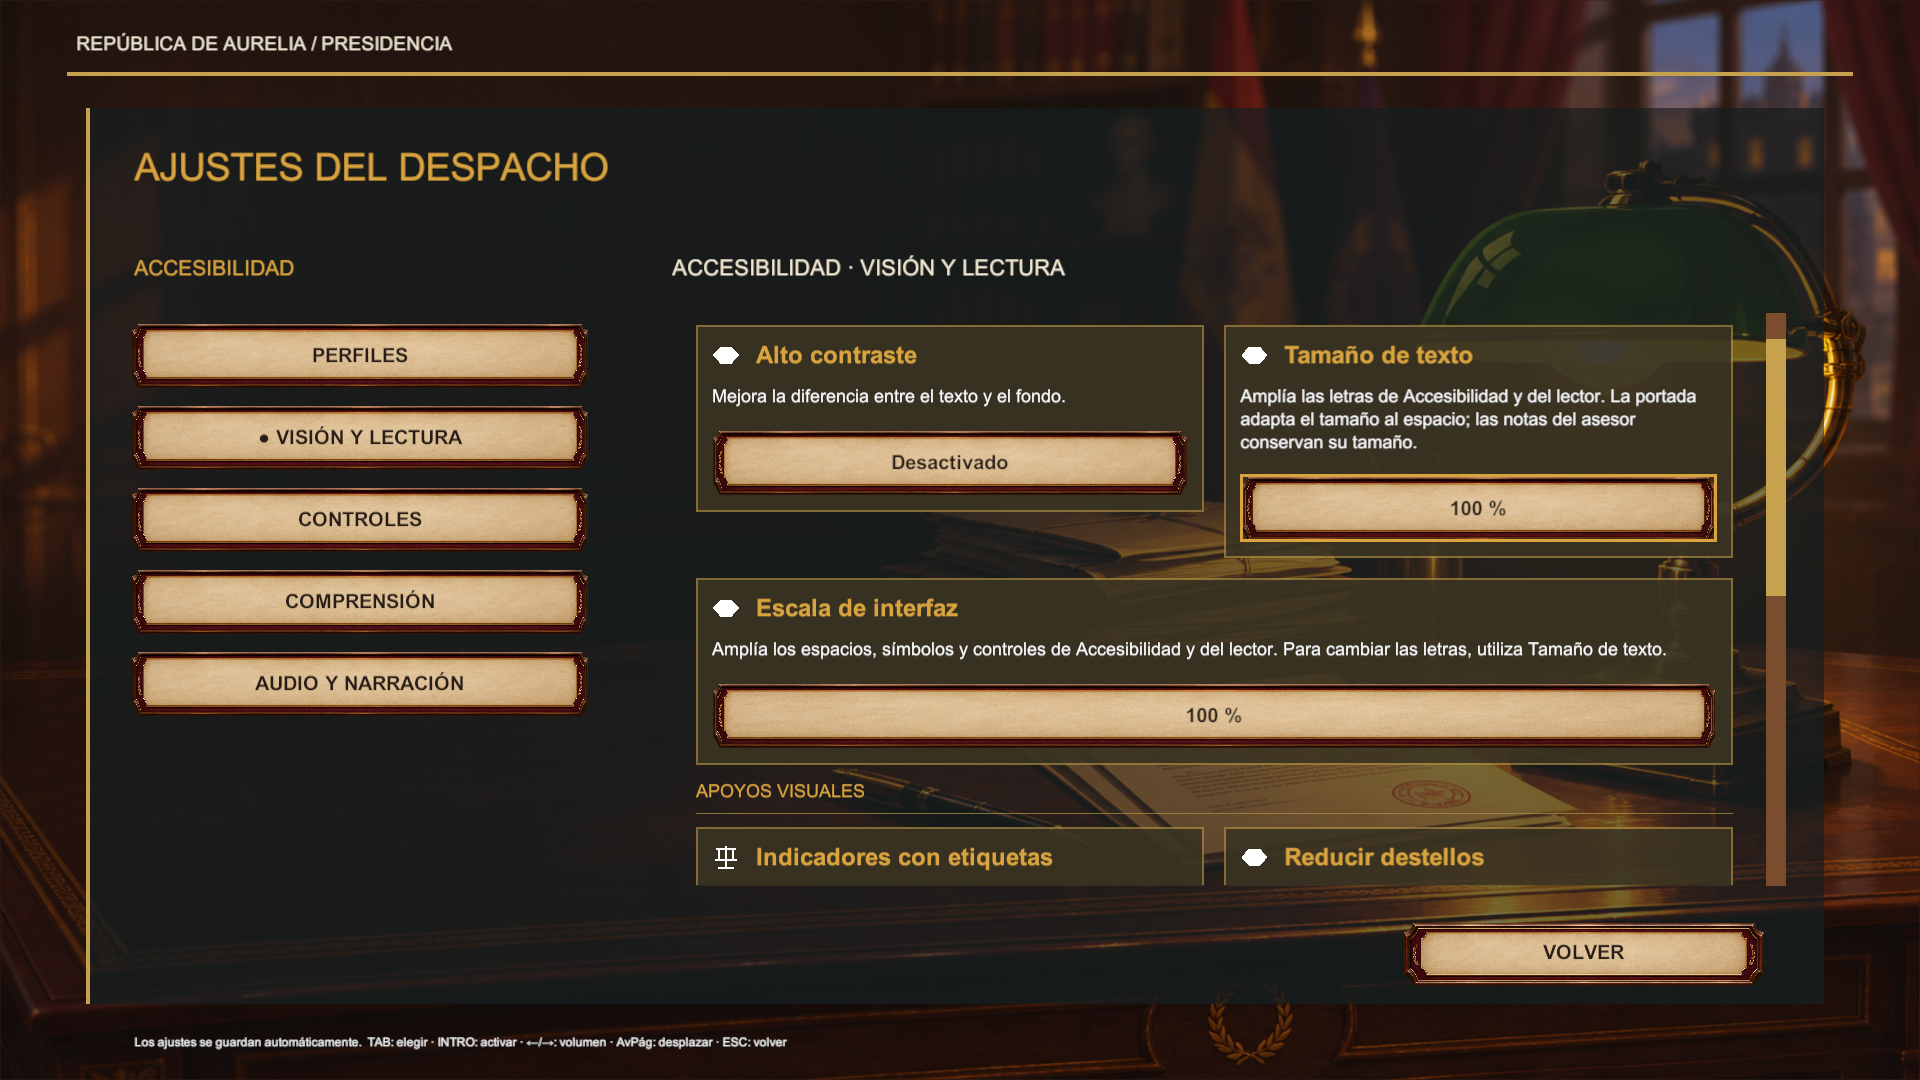 REPÚBLICA DE AURELIA / PRESIDENCIA
AJUSTES DEL DESPACHO
ACCESIBILIDAD
PERFILES
● VISIÓN Y LECTURA
CONTROLES
COMPRENSIÓN
AUDIO Y NARRACIÓN
ACCESIBILIDAD · VISIÓN Y LECTURA
Alto contraste
Mejora la diferencia entre el texto y el fondo.
Desactivado
Tamaño de texto
Amplía las letras de Accesibilidad y del lector. La portada
adapta el tamaño al espacio; las notas del asesor
conservan su tamaño.
100 %
Escala de interfaz
Amplía los espacios, símbolos y controles de Accesibilidad y del lector. Para cambiar las letras, utiliza Tamaño de texto.
100 %
APOYOS VISUALES
Indicadores con etiquetas
Reducir destellos
VOLVER
Los ajustes se guardan automáticamente. TAB: elegir · INTRO: activar · ←/→: volumen · AvPág: desplazar · ESC: volver